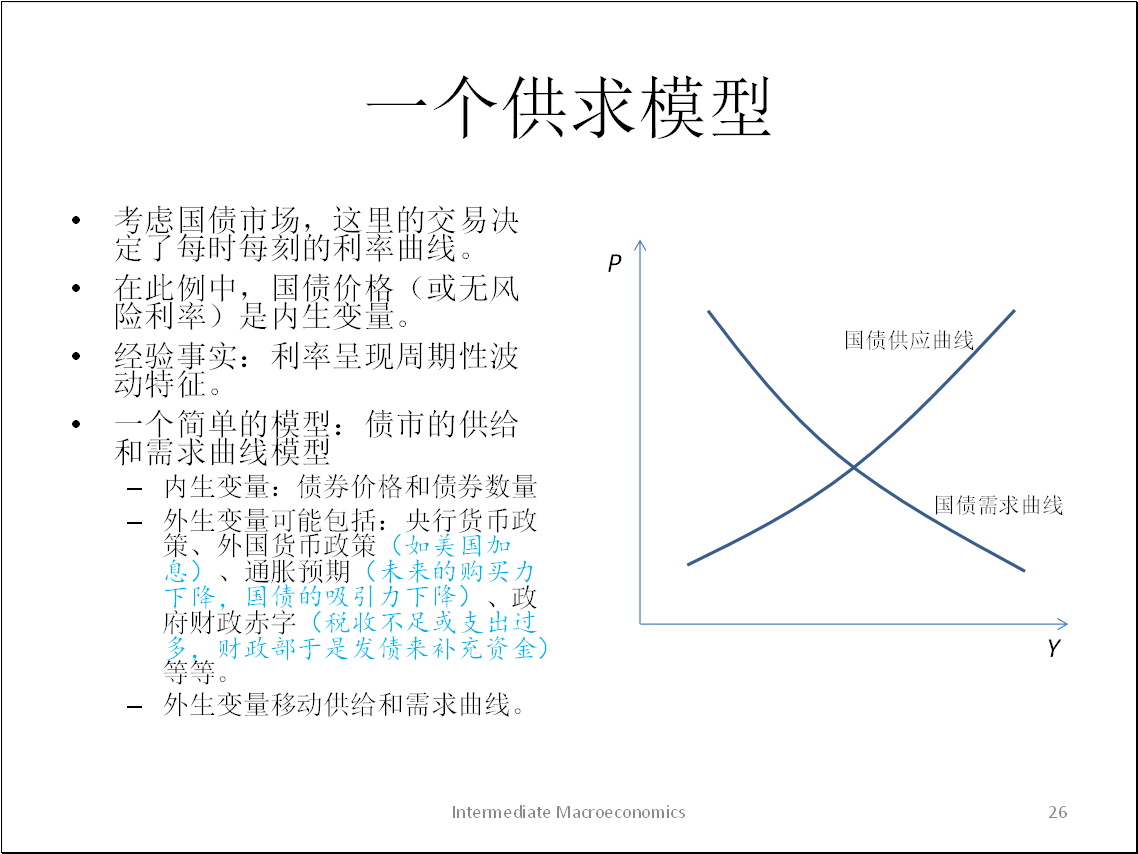 一个供求模型
• 考虑国债市场，这里的交易决
定了每时每刻的利率曲线。
• 在此例中，国债价格（或无风
险利率）是内生变量。
• 经验事实：利率呈现周期性波
动特征。
• 一个简单的模型：债市的供给
和需求曲线模型
– 内生变量：债券价格和债券数量
– 外生变量可能包括：央行货币政
策、外国货币政策（如美国加
息）、通胀预期（未来的购买力
下降，国债的吸引力下降）、政
府财政赤字（税收不足或支出过
多，财政部于是发债来补充资金）
等等。
– 外生变量移动供给和需求曲线。
P
国债供应曲线
国债需求曲线
Y
Intermediate Macroeconomics
26